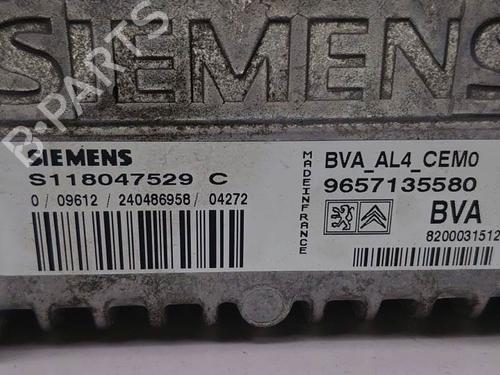 SIEMENS
B-PARTS
SIEMENS
S118047529 C
0 / 09612 / 240486958 / 04272
MADE IN FRANCE
BVA_AL4_CEM0
9657135580
BVA
8200031512